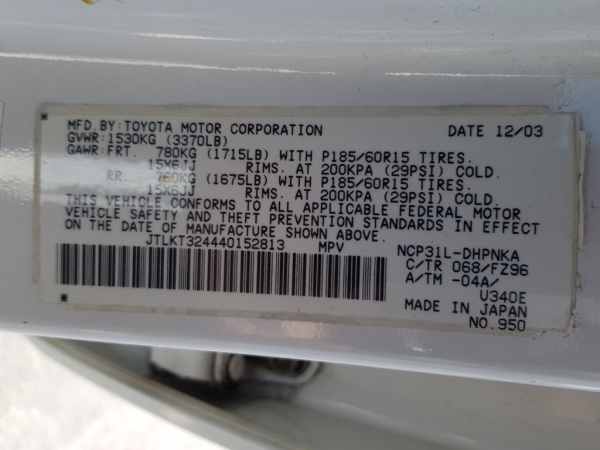 MFD.BY:TOYOTA MOTOR CORPORATION DATE 12/03
GVWR:1530KG (3370LB)
GAWR:FRT. 780KG (1715LB) WITH P185/60R15 TIRES.
15X6JJ RIMS. AT 200KPA (29PSI) COLD.
RR 760KG (1675LB) WITH P185/60R15 TIRES.
15X6JJ RIMS. AT 200KPA (29PSI) COLD.
THIS VEHICLE CONFORMS TO ALL APPLICABLE FEDERAL MOTOR
VEHICLE SAFETY AND THEFT PREVENTION STANDARDS IN EFFECT
ON THE DATE OF MANUFACTURE SHOWN ABOVE.
JTLKT324440152813 MPV NCP31L-DHPNKA
C/TR 068/FZ96
A/TM -04A/
U340E
MADE IN JAPAN
NO.950